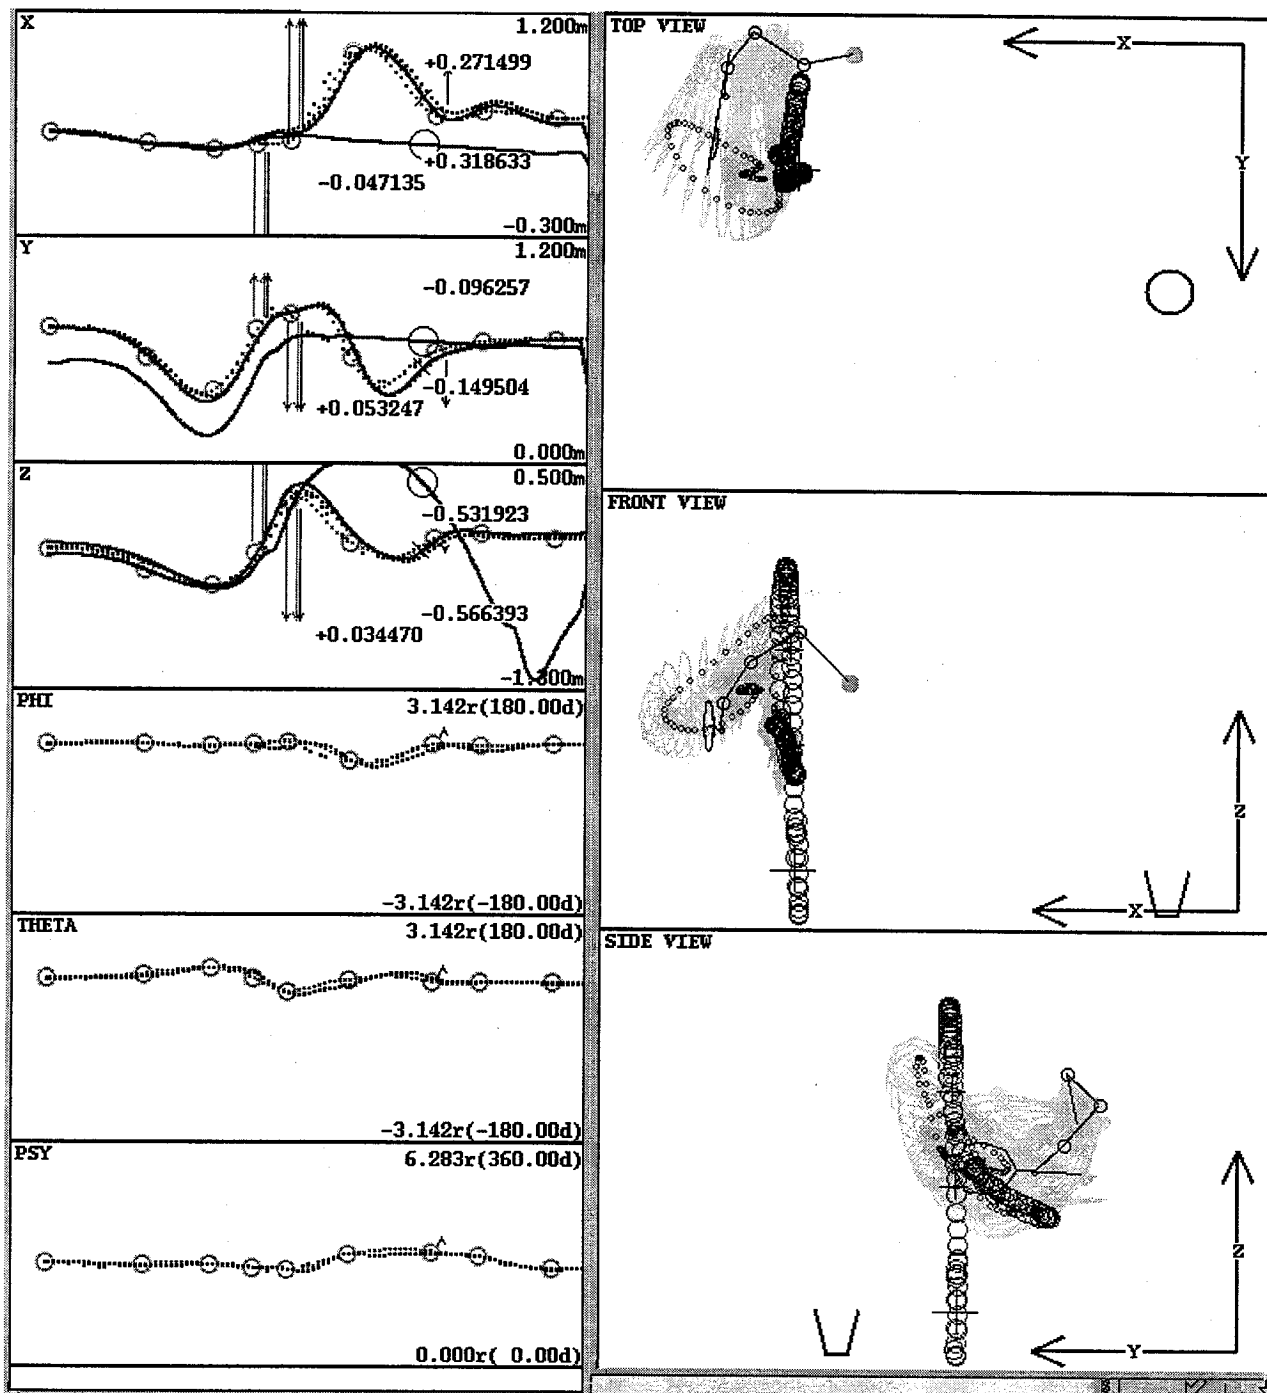 X
1.200m
+0.271499
+0.318633
-0.047135
-0.300m
Y
1.200m
-0.096257
-0.149504
+0.053247
0.000m
Z
0.500m
-0.531923
-0.566393
+0.034470
-1.300m
PHI
3.142r(180.00d)
-3.142r(-180.00d)
THETA
3.142r(180.00d)
-3.142r(-180.00d)
PSY
6.283r(360.00d)
0.000r( 0.00d)
TOP VIEW
X
Y
FRONT VIEW
Z
X
SIDE VIEW
Z
Y